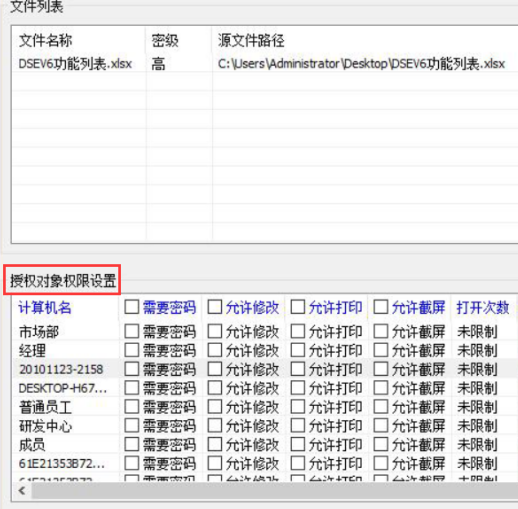 文件列表
文件名称 密级 源文件路径
DSEV6功能列表.xlsx 高 C:\Users\Administrator\Desktop\DSEV6功能列表.xlsx
授权对象权限设置
计算机名 需要密码 允许修改 允许打印 允许截屏 打开次数
市场部 需要密码 允许修改 允许打印 允许截屏 未限制
经理 需要密码 允许修改 允许打印 允许截屏 未限制
20101123-2158 需要密码 允许修改 允许打印 允许截屏 未限制
DESKTOP-H67... 需要密码 允许修改 允许打印 允许截屏 未限制
普通员工 需要密码 允许修改 允许打印 允许截屏 未限制
研发中心 需要密码 允许修改 允许打印 允许截屏 未限制
成员 需要密码 允许修改 允许打印 允许截屏 未限制
61E21353B72... 需要密码 允许修改 允许打印 允许截屏 未限制